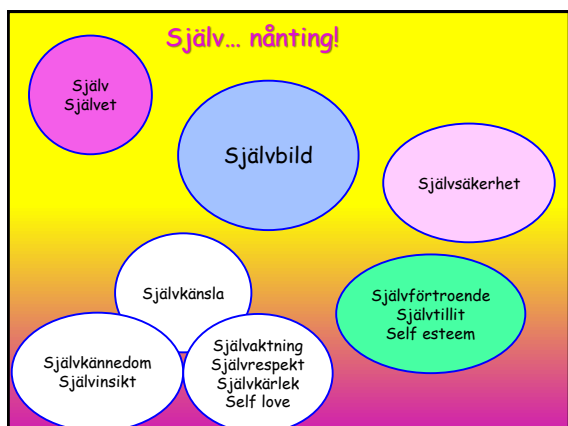 Själv... nånting!
Själv
Självet
Självbild
Självsäkerhet
Självkänsla
Självförtroende
Självtillit
Self esteem
Självkännedom
Självinsikt
Självaktning
Självrespekt
Självkärlek
Self love